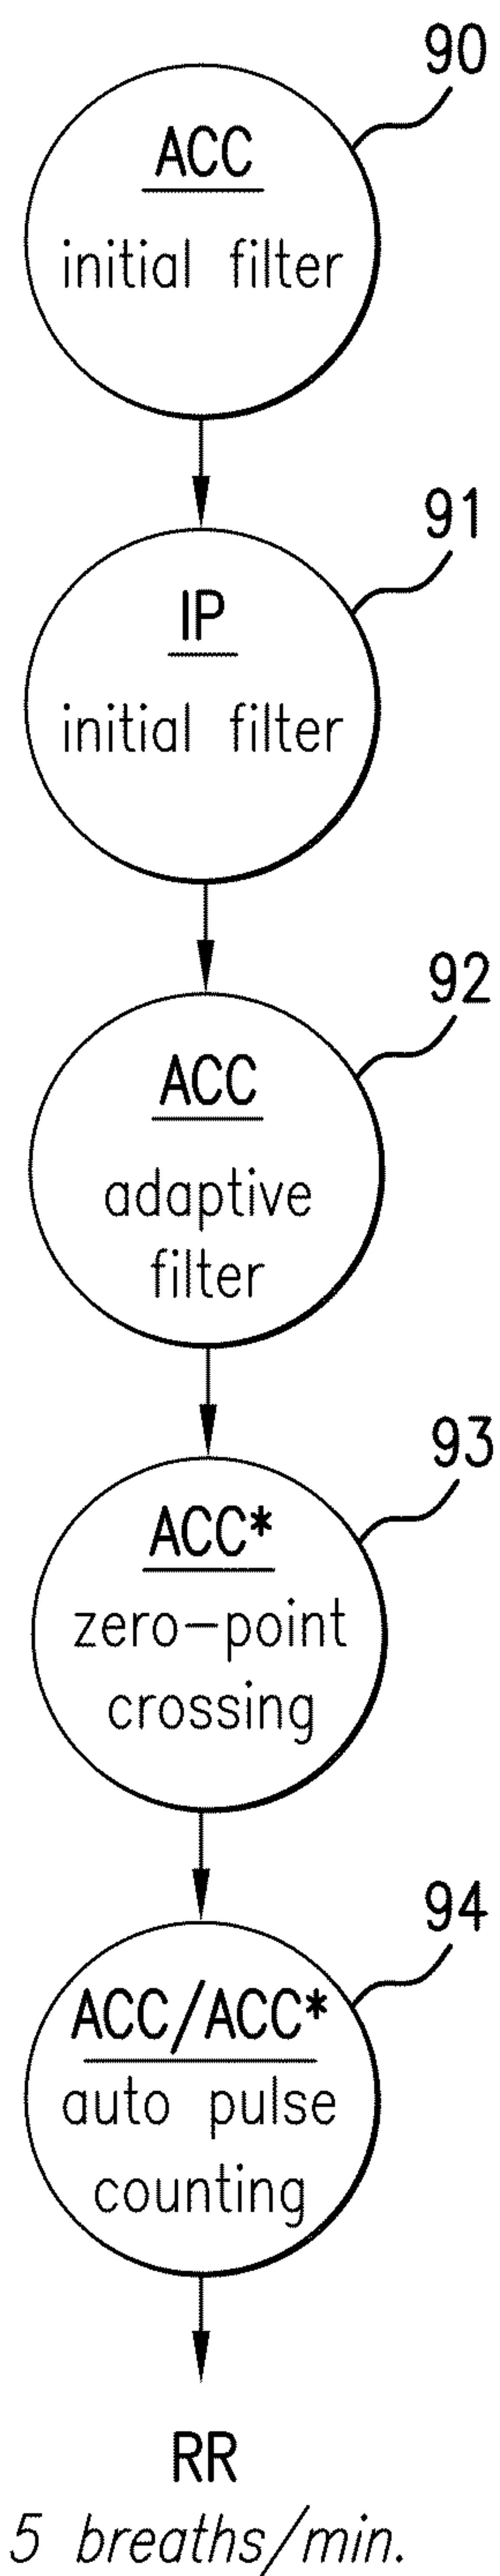 90
ACC
initial filter
91
IP
initial filter
92
ACC
adaptive
filter
93
ACC*
zero-point
crossing
94
ACC/ACC*
auto pulse
counting
RR
5 breaths/min.